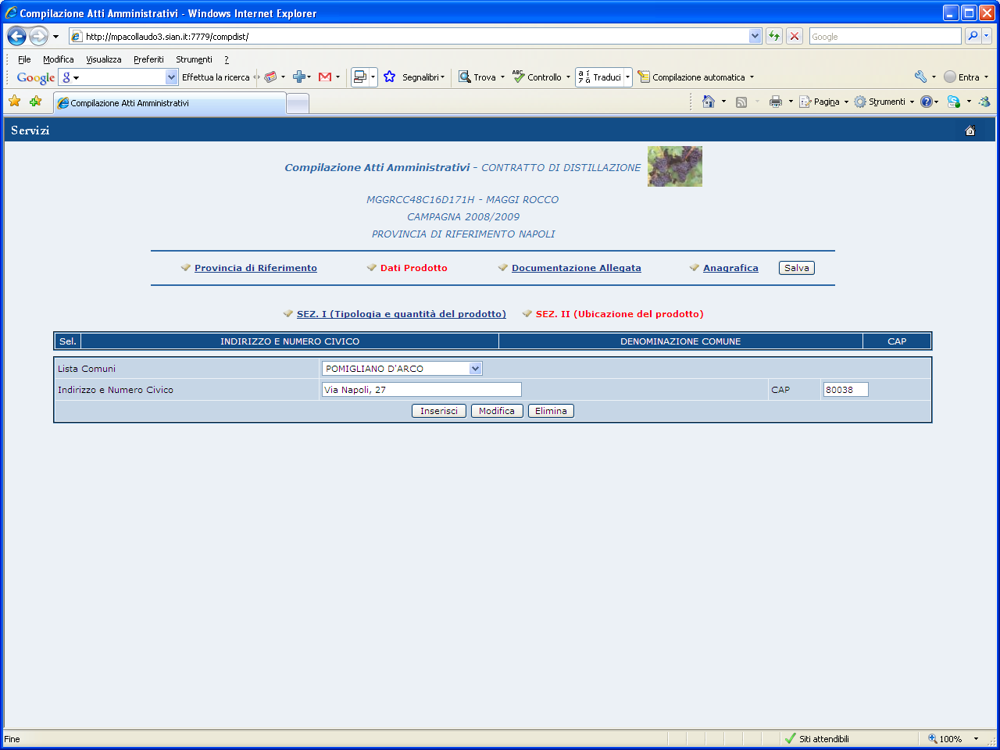 Compilazione Atti Amministrativi - Windows Internet Explorer
http://mpacollaudo3.sian.it:7779/compdist/
Google
File Modifica Visualizza Preferiti Strumenti ?
Google g Effettua la ricerca Segnalibri Trova ABC Controllo Traduci Compilazione automatica Entra
Compilazione Atti Amministrativi Pagina Strumenti
Servizi
Compilazione Atti Amministrativi - CONTRATTO DI DISTILLAZIONE
MGGRCC48C16D171H - MAGGI ROCCO
CAMPAGNA 2008/2009
PROVINCIA DI RIFERIMENTO NAPOLI
Provincia di Riferimento Dati Prodotto Documentazione Allegata Anagrafica Salva
SEZ. I (Tipologia e quantità del prodotto) SEZ. II (Ubicazione del prodotto)
Sel. INDIRIZZO E NUMERO CIVICO DENOMINAZIONE COMUNE CAP
Lista Comuni POMIGLIANO D'ARCO
Indirizzo e Numero Civico Via Napoli, 27 CAP 80038
Inserisci Modifica Elimina
Fine Siti attendibili 100%